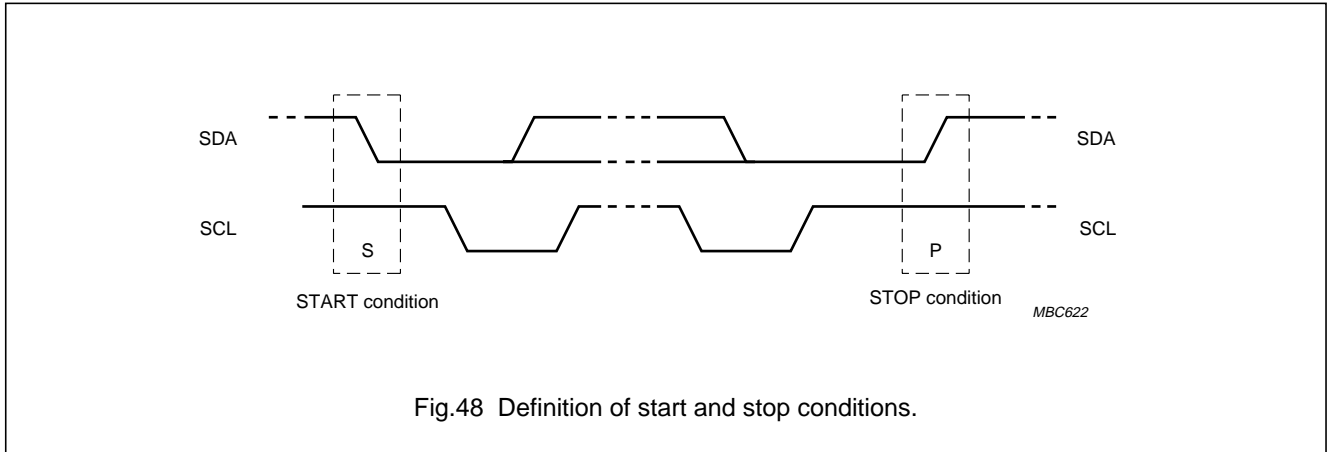 SDA
SDA
SCL
SCL
S
P
START condition
STOP condition
MBC622
Fig.48 Definition of start and stop conditions.